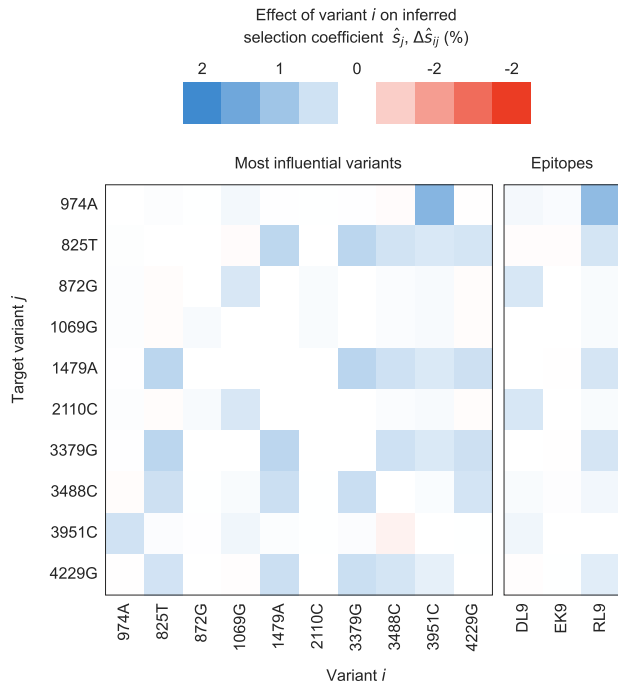 Effect of variant i on inferred
selection coefficient ŝj, Δŝij (%)
2 1 0 -2 -2
Most influential variants
Epitopes
Target variant j
974A
825T
872G
1069G
1479A
2110C
3379G
3488C
3951C
4229G
974A 825T 872G 1069G 1479A 2110C 3379G 3488C 3951C 4229G DL9 EK9 RL9
Variant i